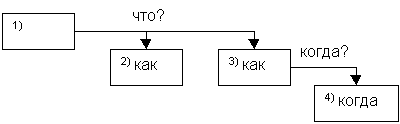 1)
что?
2) как
3) как
когда?
4) когда